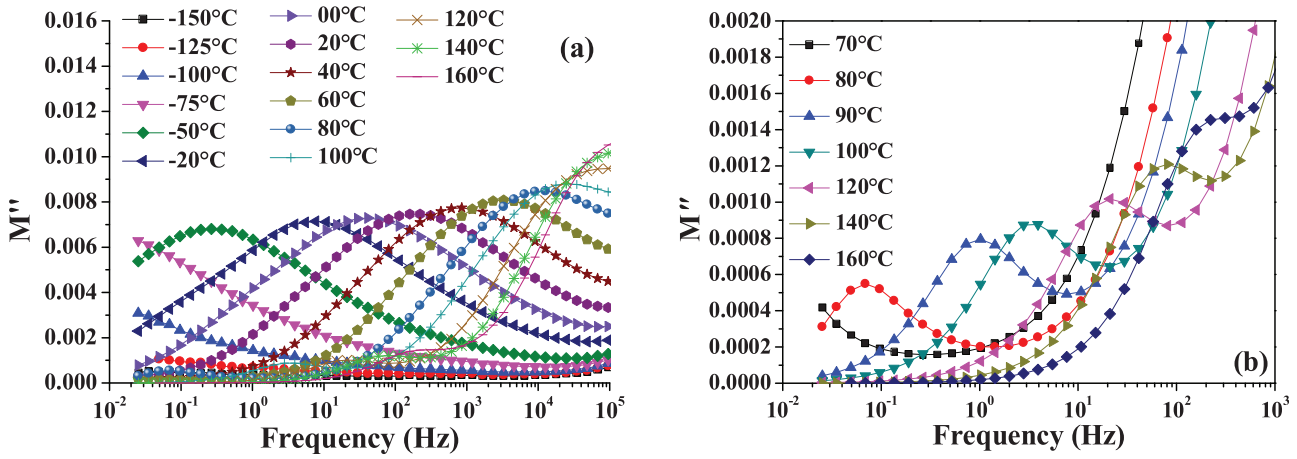 (a)
M''
0.016
0.014
0.012
0.010
0.008
0.006
0.004
0.002
0.000
-150°C
-125°C
-100°C
-75°C
-50°C
-20°C
00°C
20°C
40°C
60°C
80°C
100°C
120°C
140°C
160°C
10-2 10-1 100 101 102 103 104 105
Frequency (Hz)
(b)
M″
0.0020
0.0018
0.0016
0.0014
0.0012
0.0010
0.0008
0.0006
0.0004
0.0002
0.0000
70°C
80°C
90°C
100°C
120°C
140°C
160°C
10-2 10-1 100 101 102 103
Frequency (Hz)